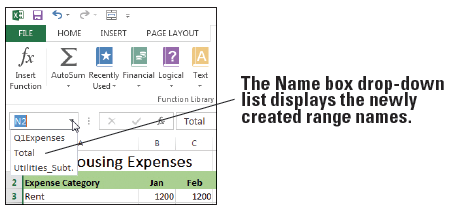 FILE HOME INSERT PAGE LAYOUT
fx Σ
Insert Function AutoSum Recently Used Financial Logical Text
Function Library
N2 fx Total
Q1Expenses
Total
Utilities_Subt.
A B C
ousing Expenses
2 Expense Category Jan Feb
3 Rent 1200 1200
The Name box drop-down
list displays the newly
created range names.